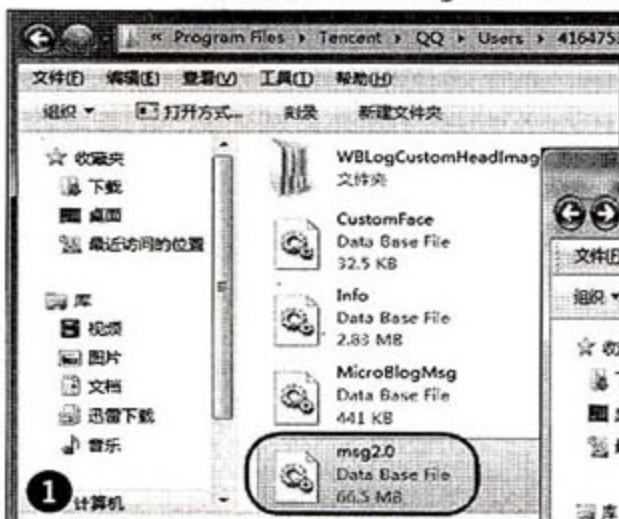 « Program Files ▸ Tencent ▸ QQ ▸ Users ▸ 4164753
文件(F) 编辑(E) 查看(V) 工具(T) 帮助(H)
组织 ▼ 打开方式... 刻录 新建文件夹
收藏夹
下载
桌面
最近访问的位置
库
视频
图片
文档
迅雷下载
音乐
计算机
WBLogCustomHeadImag
文件夹
CustomFace
Data Base File
32.5 KB
Info
Data Base File
2.83 MB
MicroBlogMsg
Data Base File
441 KB
msg2.0
Data Base File
66.5 MB
1
文件(F)
组织 ▼
库